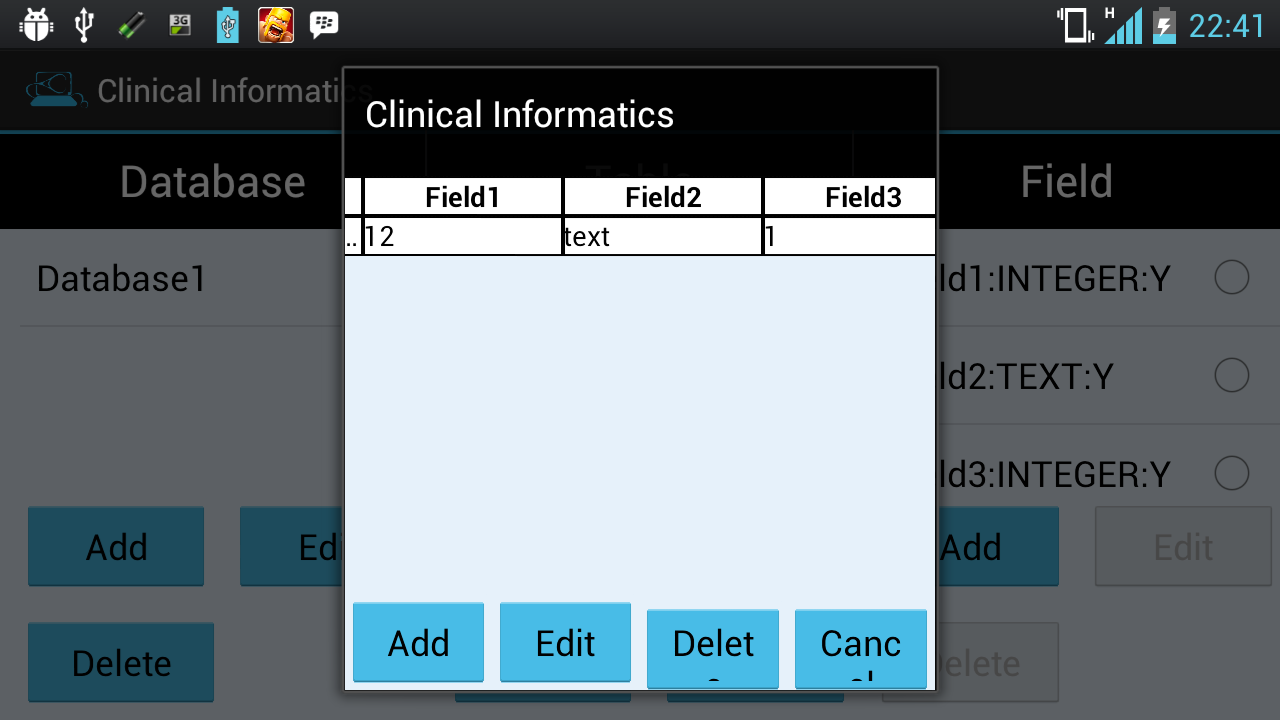 3G
H
22:41
Clinical Informatics
Clinical Informatics
Database
Field
Field1
Field2
Field3
.. 12
text
1
Database1
ld1:INTEGER:Y
ld2:TEXT:Y
ld3:INTEGER:Y
Add
Edi
Add
Edit
Add
Edit
Delet
Canc
Delete
elete